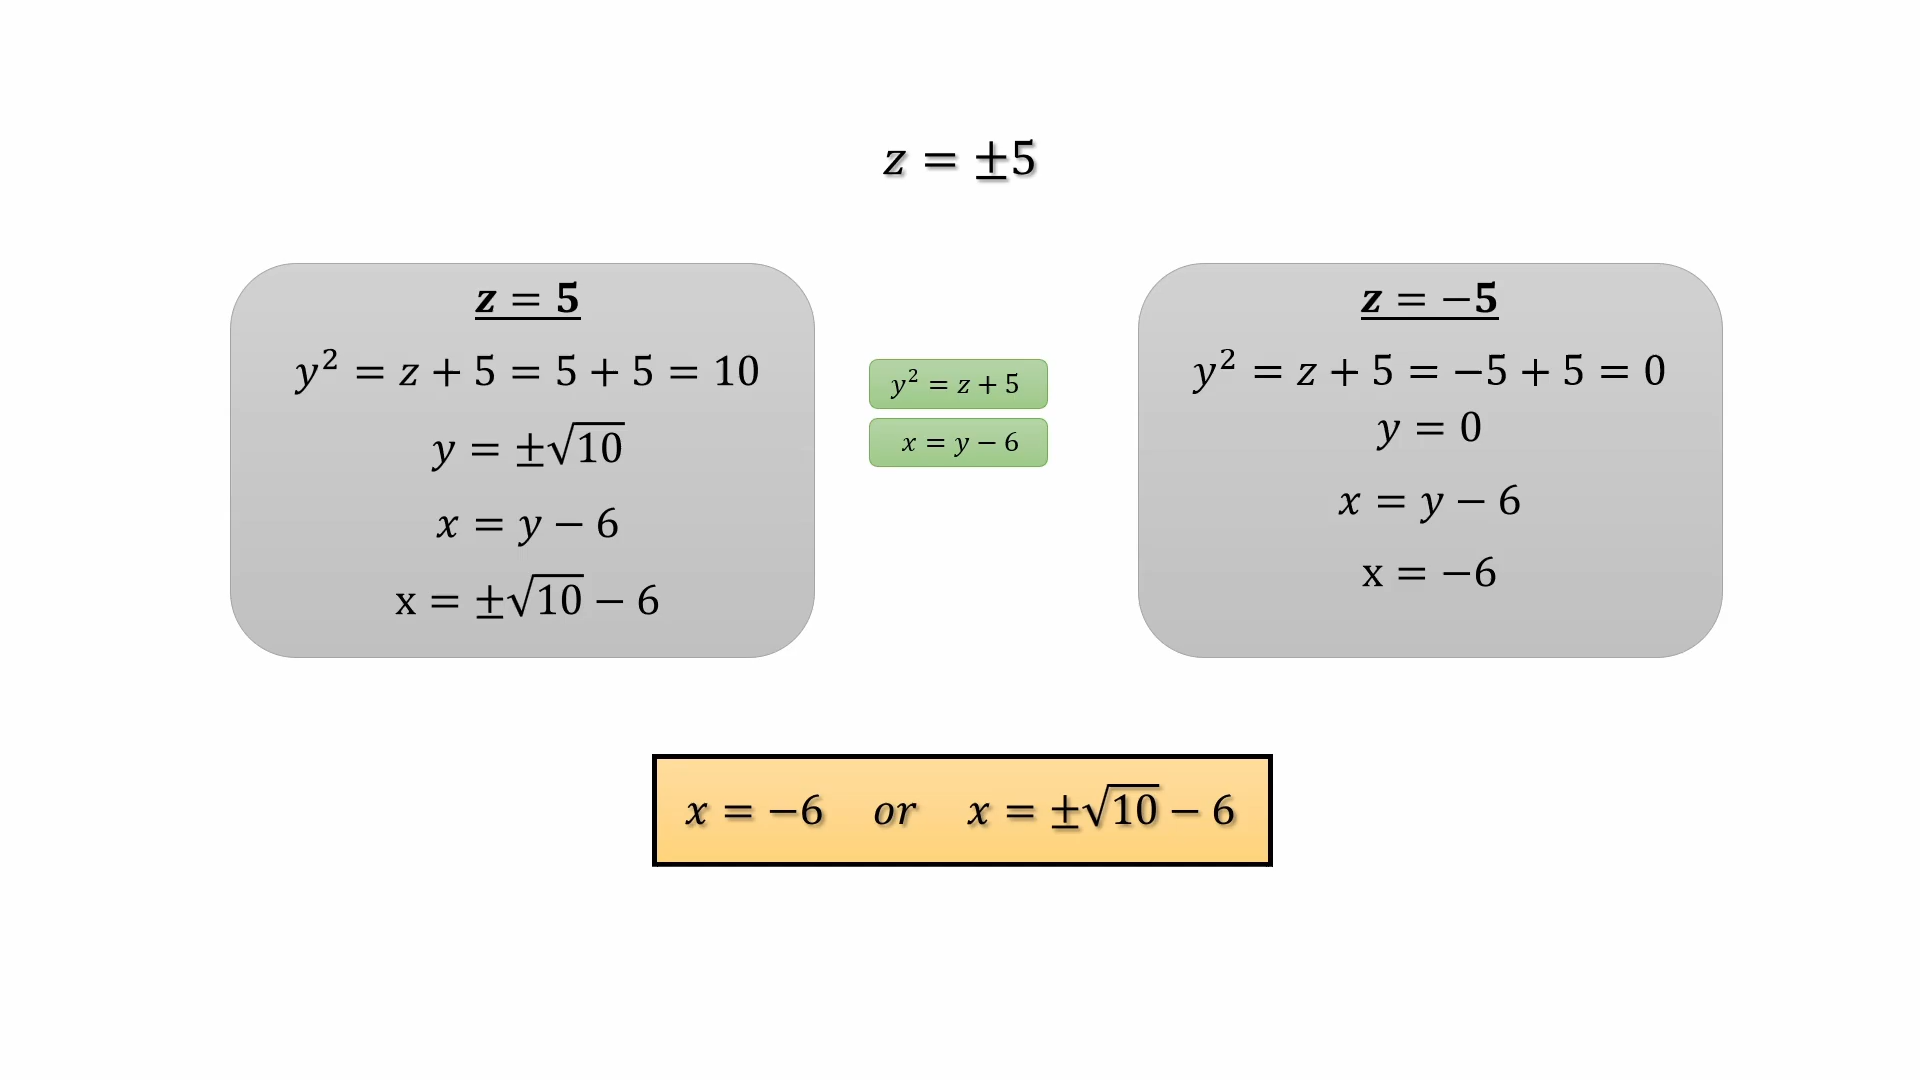 z = ±5
z = 5
y² = z + 5 = 5 + 5 = 10
y = ±√10
x = y − 6
x = ±√10 − 6
y² = z + 5
x = y − 6
z = −5
y² = z + 5 = −5 + 5 = 0
y = 0
x = y − 6
x = −6
x = −6 or x = ±√10 − 6